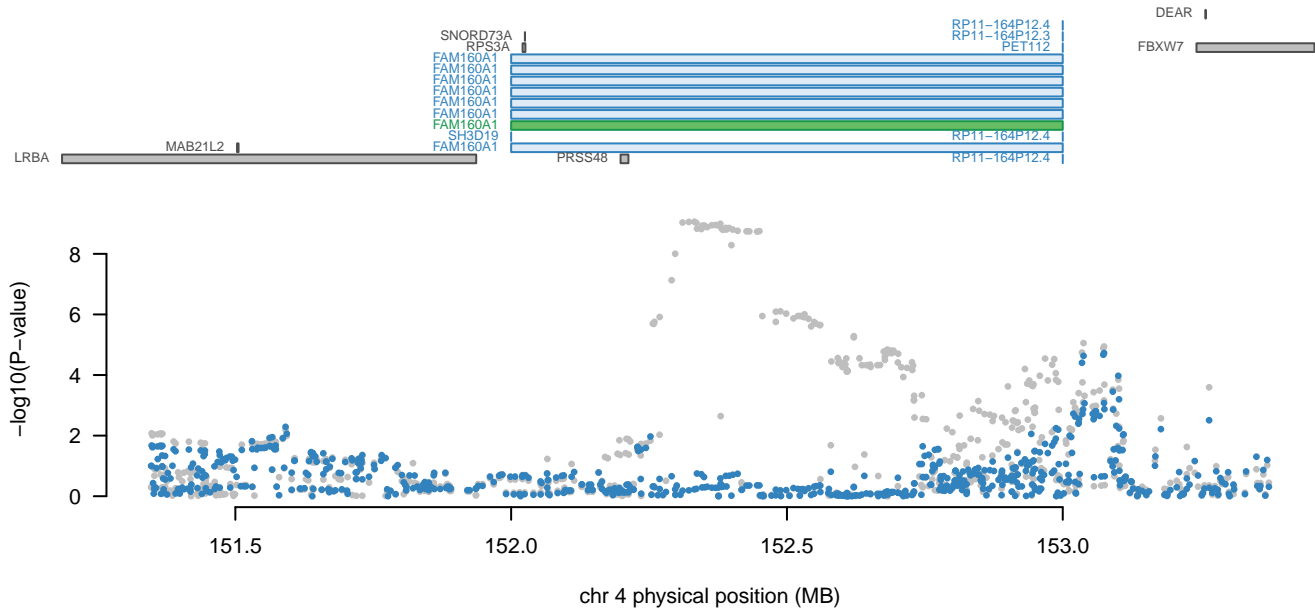 DEAR
RP11−164P12.4
SNORD73A RP11−164P12.3
RPS3A PET112 FBXW7
FAM160A1
FAM160A1
FAM160A1
FAM160A1
FAM160A1
FAM160A1
FAM160A1
SH3D19 RP11−164P12.4
MAB21L2 FAM160A1
LRBA PRSS48 RP11−164P12.4
−log10(P−value)
8
6
4
2
0
151.5 152.0 152.5 153.0
chr 4 physical position (MB)